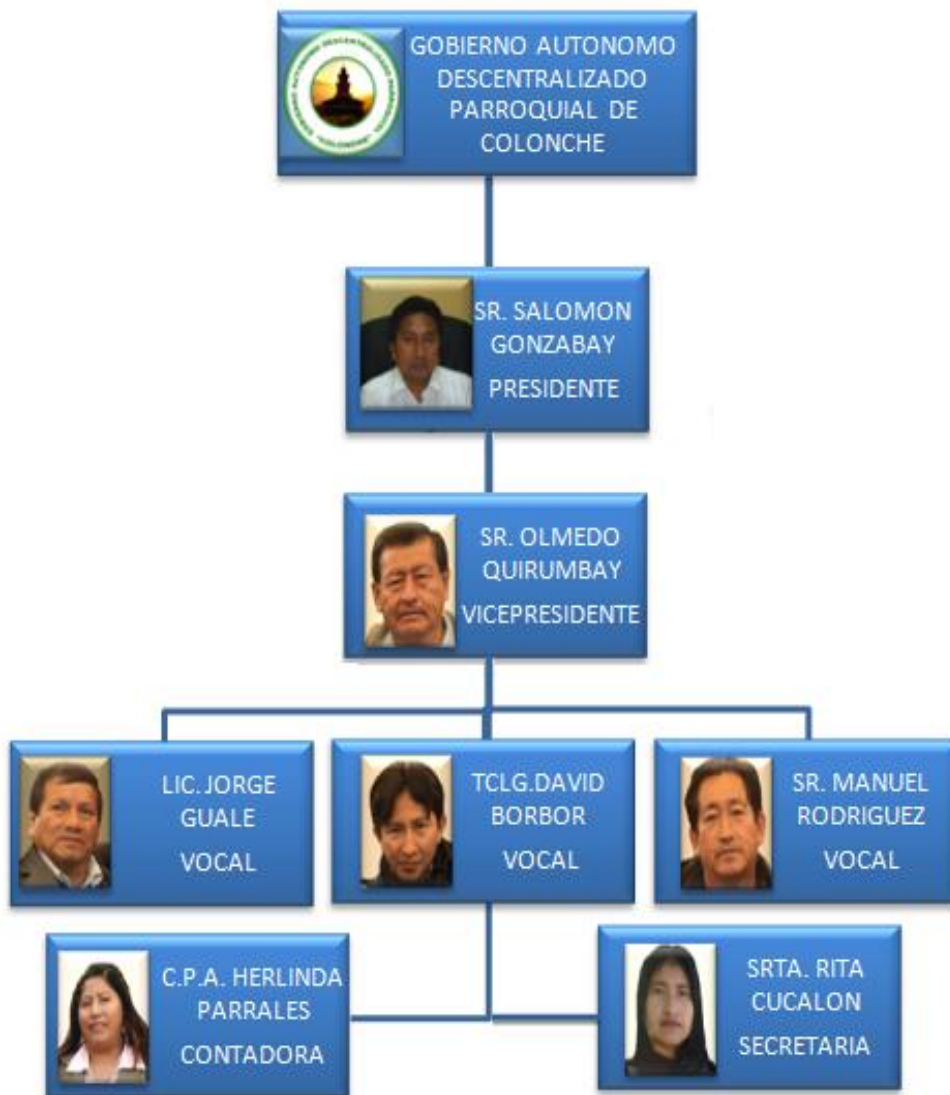 GOBIERNO AUTONOMO
DESCENTRALIZADO
PARROQUIAL DE
COLONCHE
SR. SALOMON
GONZABAY
PRESIDENTE
SR. OLMEDO
QUIRUMBAY
VICEPRESIDENTE
LIC. JORGE
GUALE
VOCAL
TCLG.DAVID
BORBOR
VOCAL
SR. MANUEL
RODRIGUEZ
VOCAL
C.P.A. HERLINDA
PARRALES
CONTADORA
SRTA. RITA
CUCALON
SECRETARIA